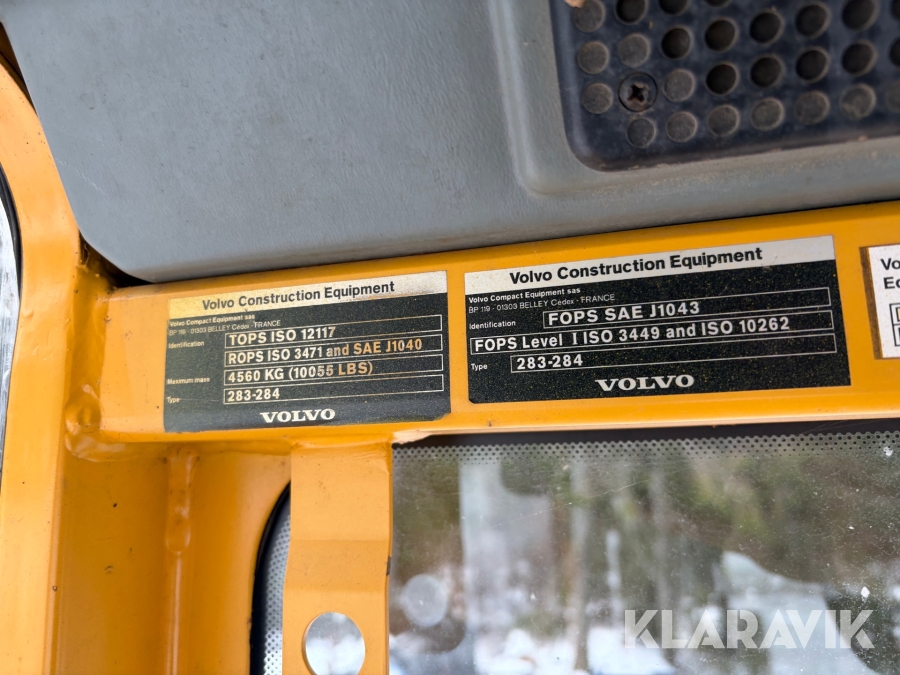 Volvo Construction Equipment
Volvo Compact Equipment sas
BP 119 - 01303 BELLEY Cedex - FRANCE
Identification
TOPS ISO 12117
ROPS ISO 3471 and SAE J1040
Maximum mass
4560 KG (10055 LBS)
Type
283-284
VOLVO
Volvo Construction Equipment
Volvo Compact Equipment sas
BP 119 - 01303 BELLEY Cedex - FRANCE
Identification
FOPS SAE J1043
FOPS Level I ISO 3449 and ISO 10262
Type
283-284
VOLVO
KLARAVIK